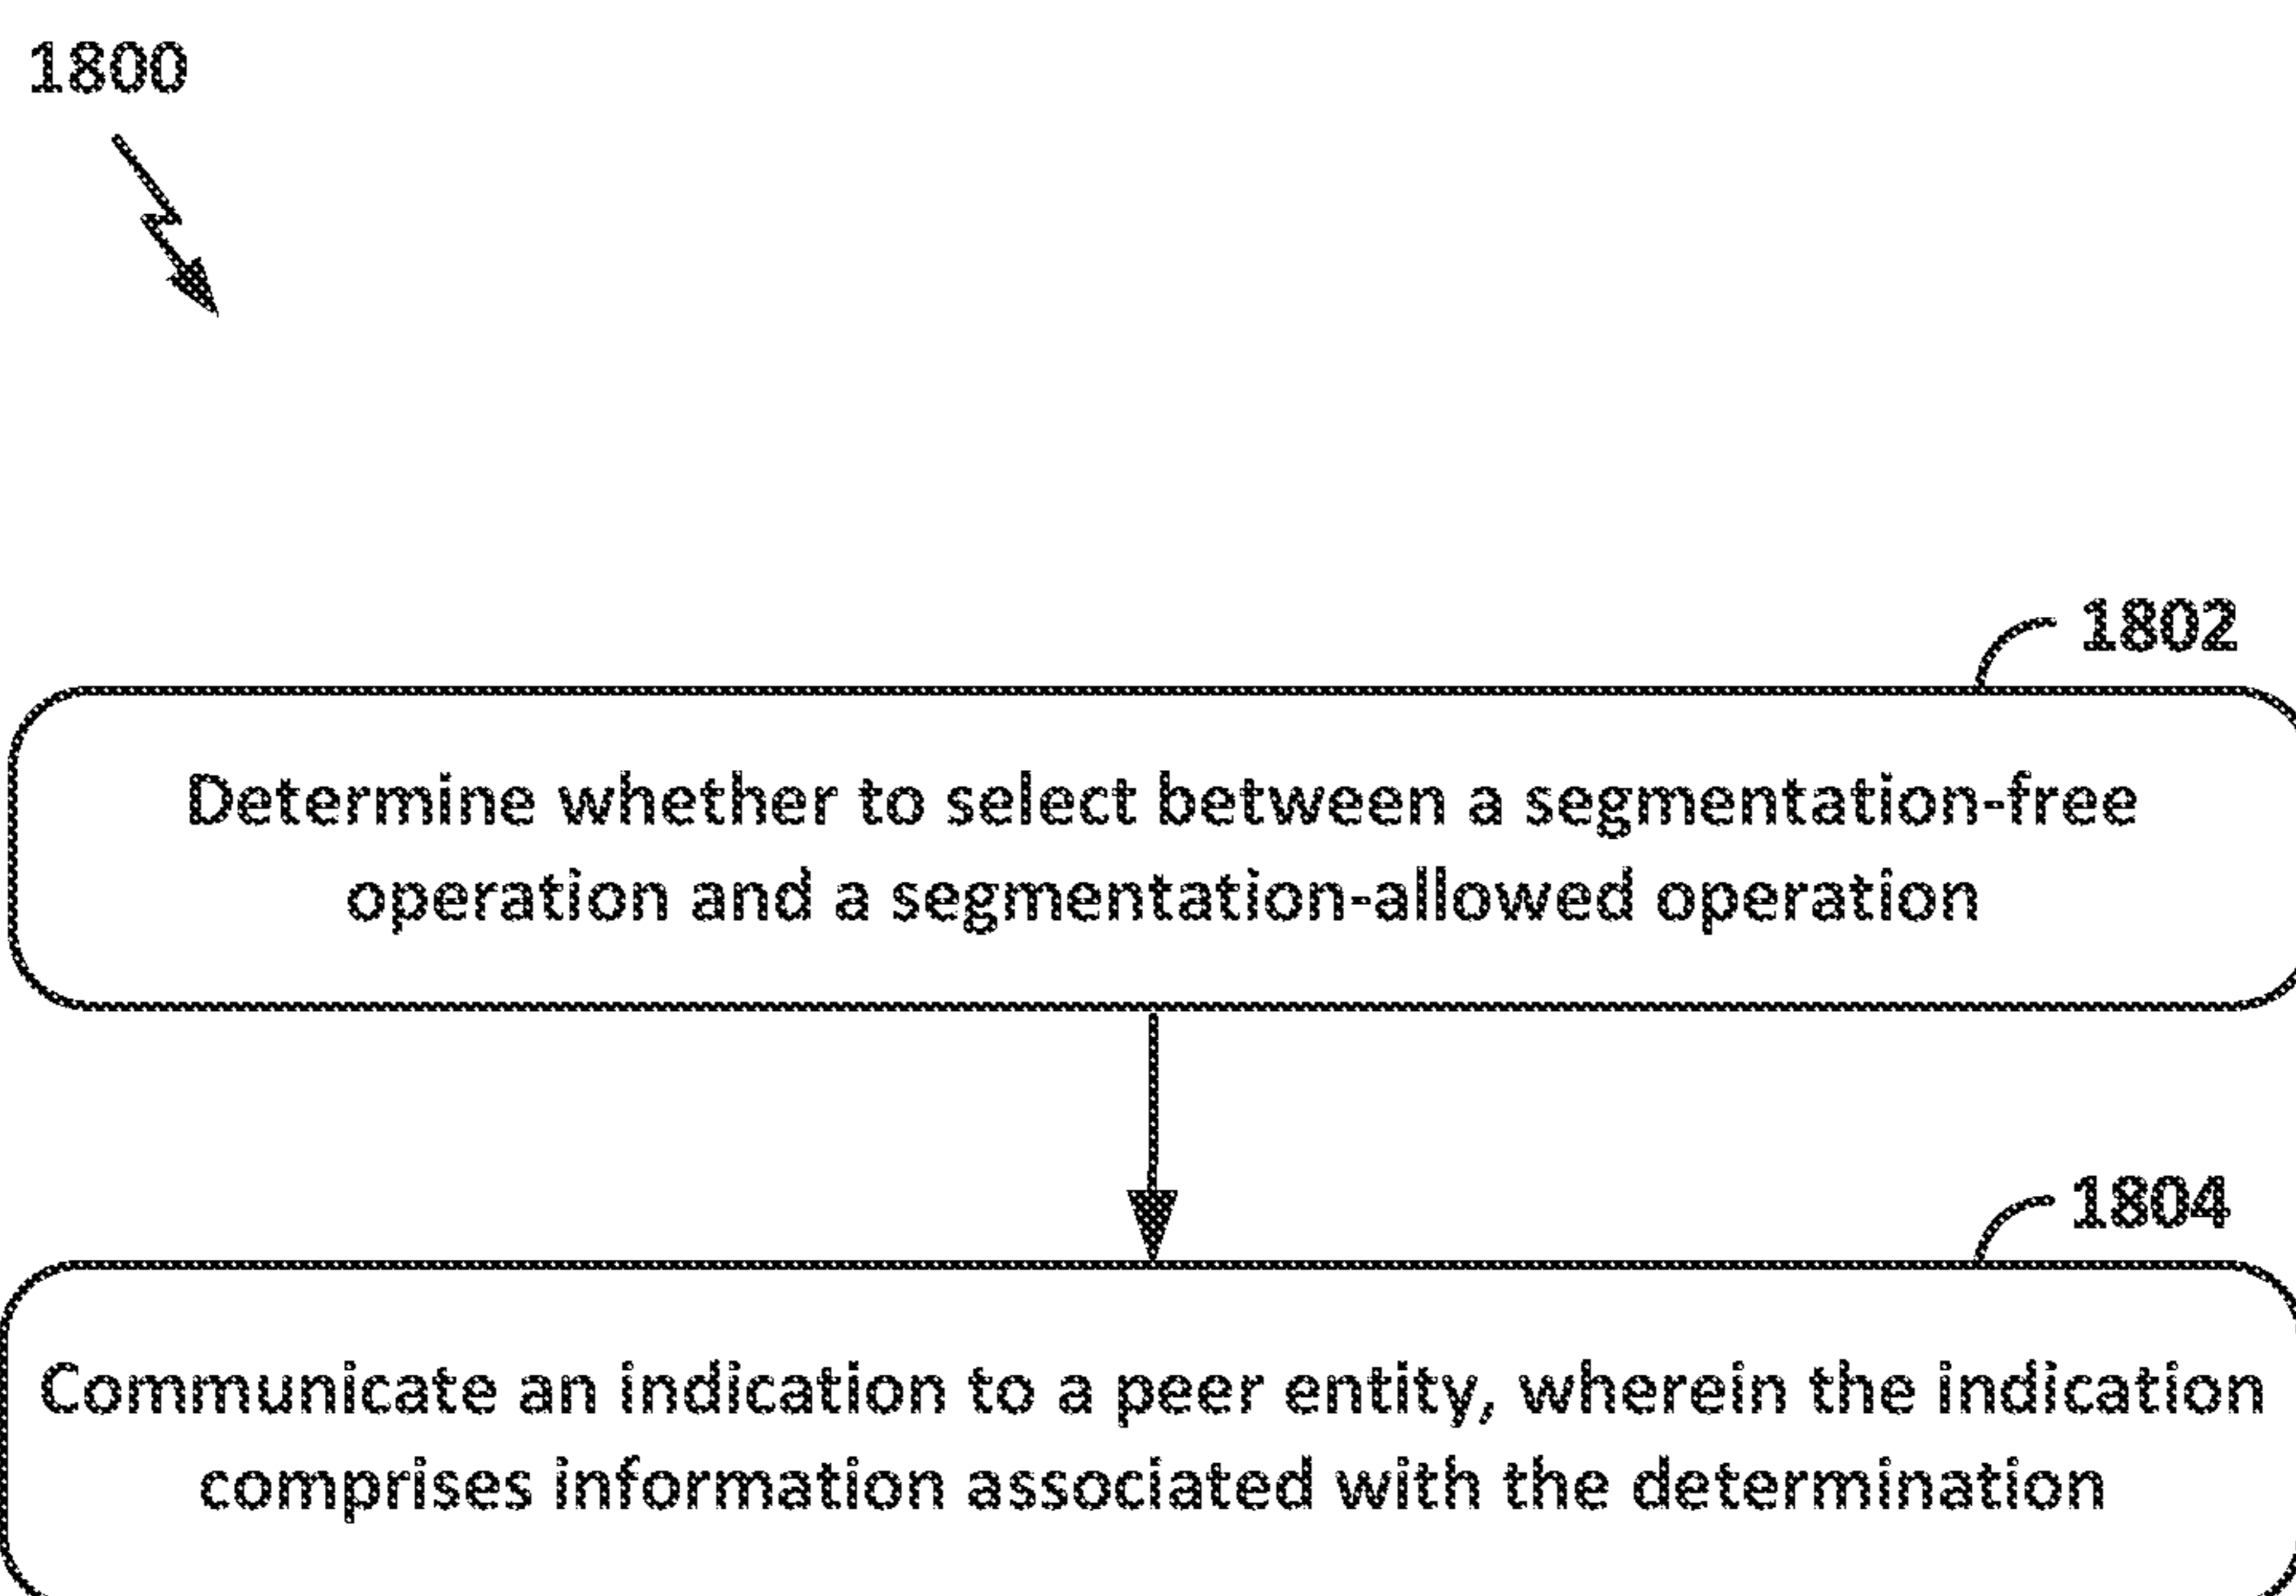 1800
1802
Determine whether to select between a segmentation-free
operation and a segmentation-allowed operation
1804
Communicate an indication to a peer entity, wherein the indication
comprises information associated with the determination